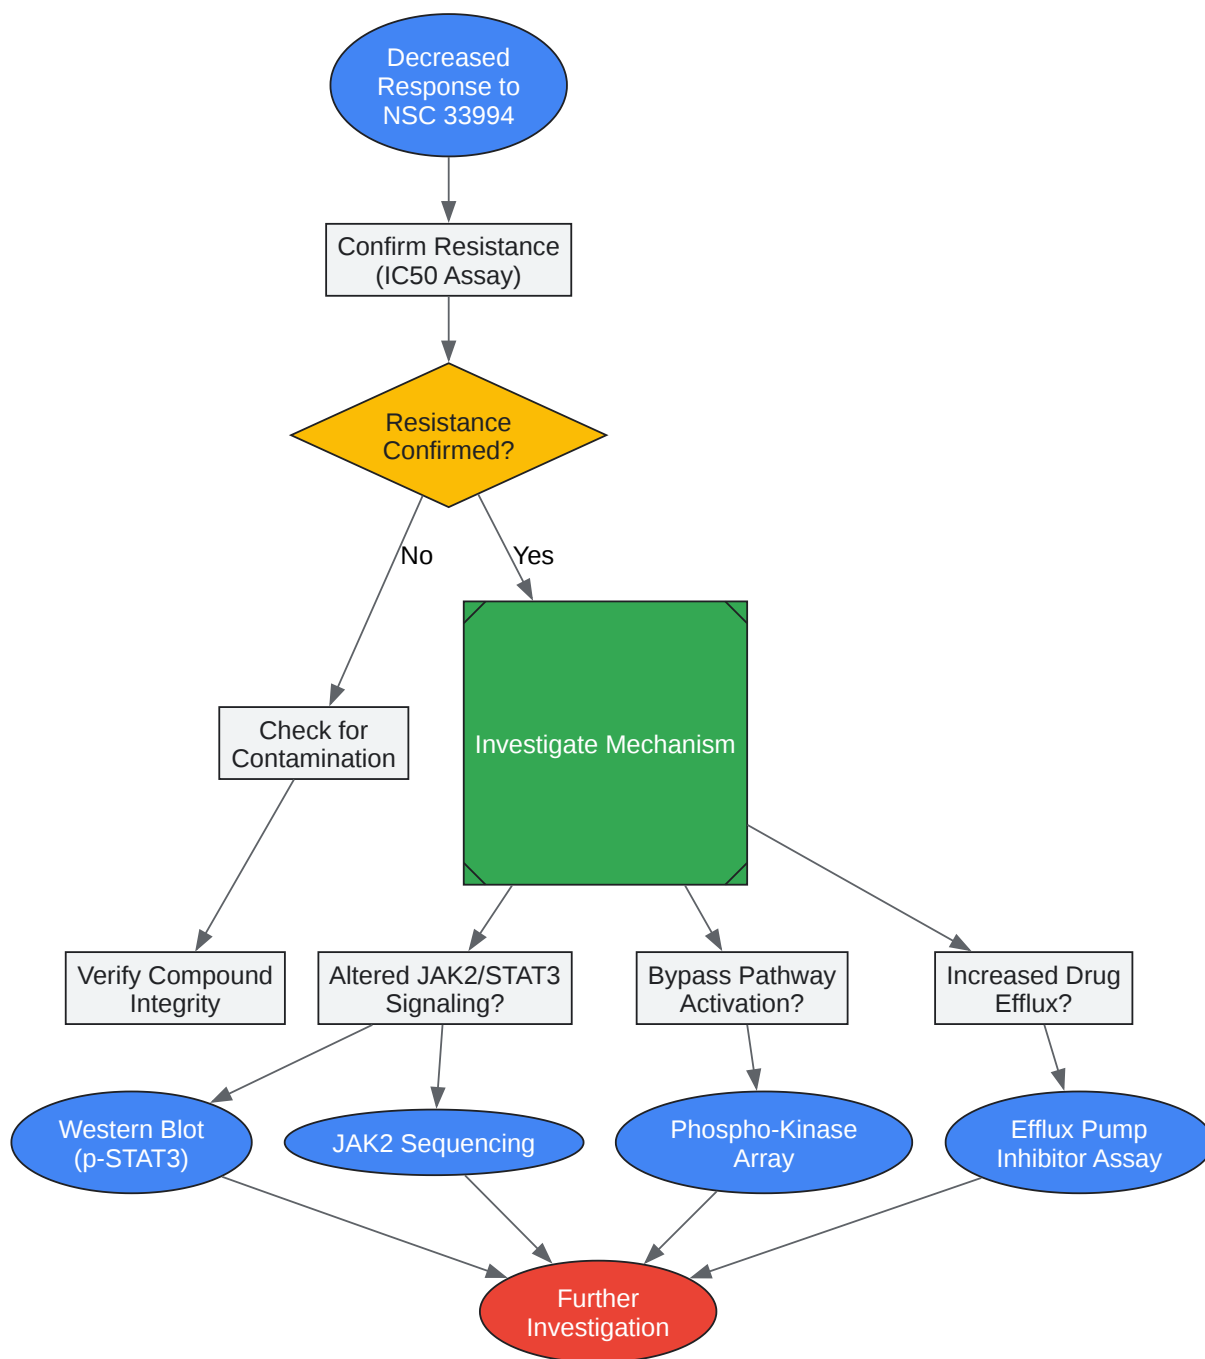 Decreased
Response to
NSC 33994
Confirm Resistance
(IC50 Assay)
Resistance
Confirmed?
No
Yes
Check for
Contamination
Investigate Mechanism
Verify Compound
Integrity
Altered JAK2/STAT3
Signaling?
Bypass Pathway
Activation?
Increased Drug
Efflux?
Western Blot
(p-STAT3)
JAK2 Sequencing
Phospho-Kinase
Array
Efflux Pump
Inhibitor Assay
Further
Investigation